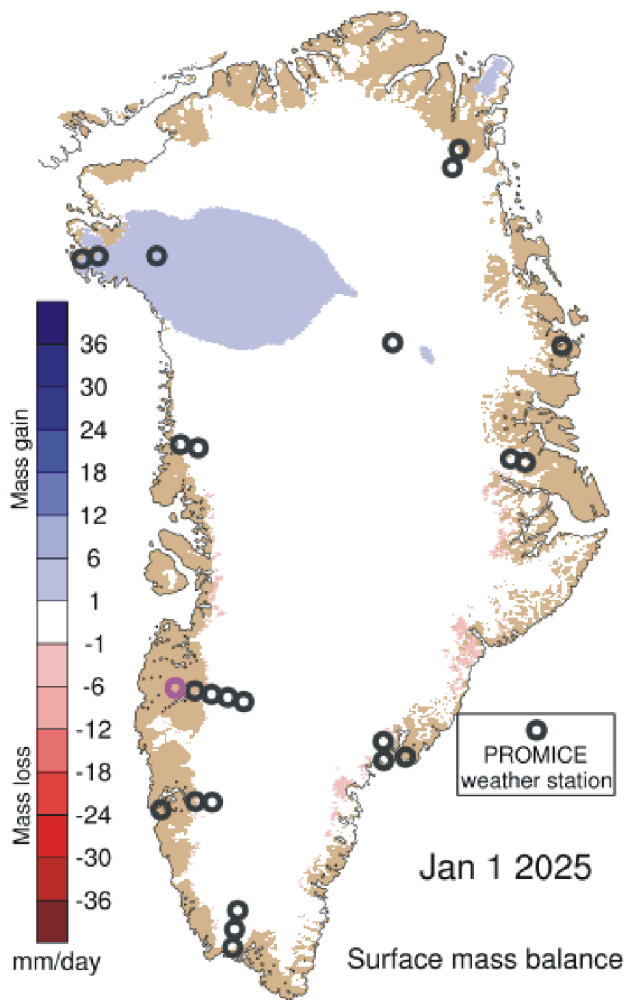 Mass gain
Mass loss
36
30
24
18
12
6
1
-1
-6
-12
-18
-24
-30
-36
mm/day
PROMICE
weather station
Jan 1 2025
Surface mass balance